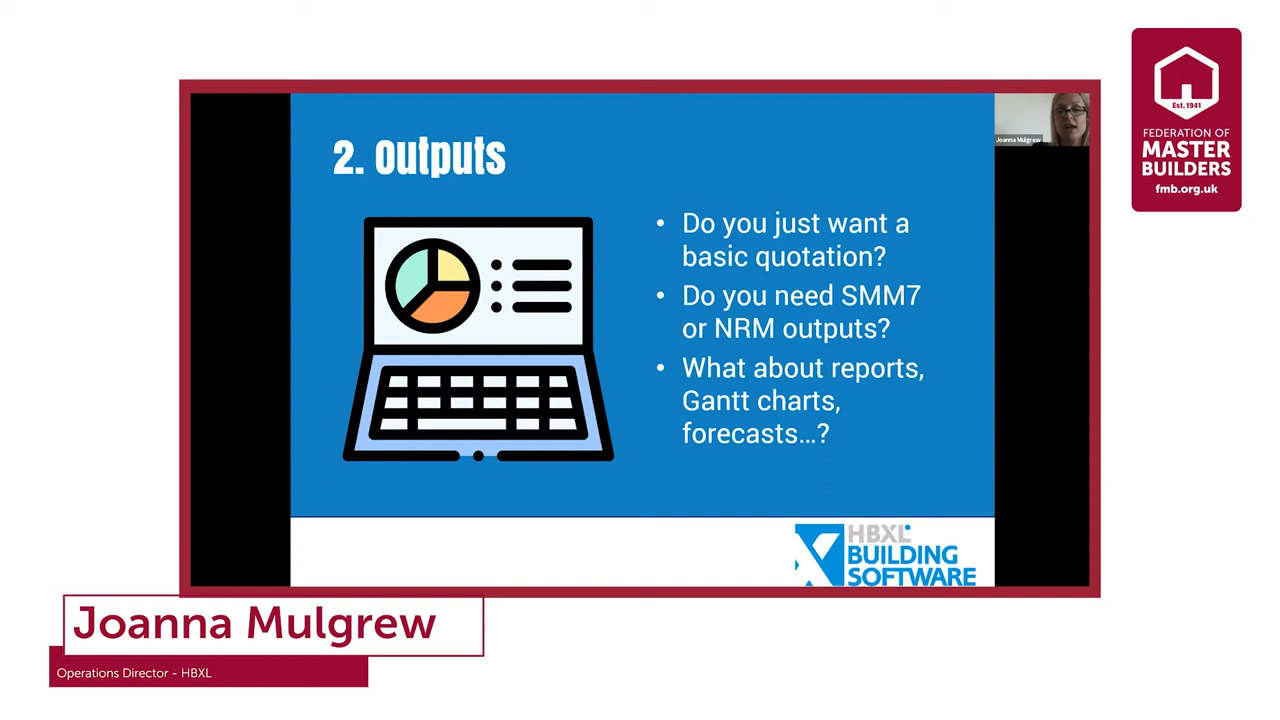 2. Outputs
• Do you just want a
basic quotation?
• Do you need SMM7
or NRM outputs?
• What about reports,
Gantt charts,
forecasts...?
HBXL
BUILDING
SOFTWARE
Joanna Mulgrew
Est. 1941
FEDERATION OF
MASTER
BUILDERS
fmb.org.uk
Joanna Mulgrew
Operations Director - HBXL